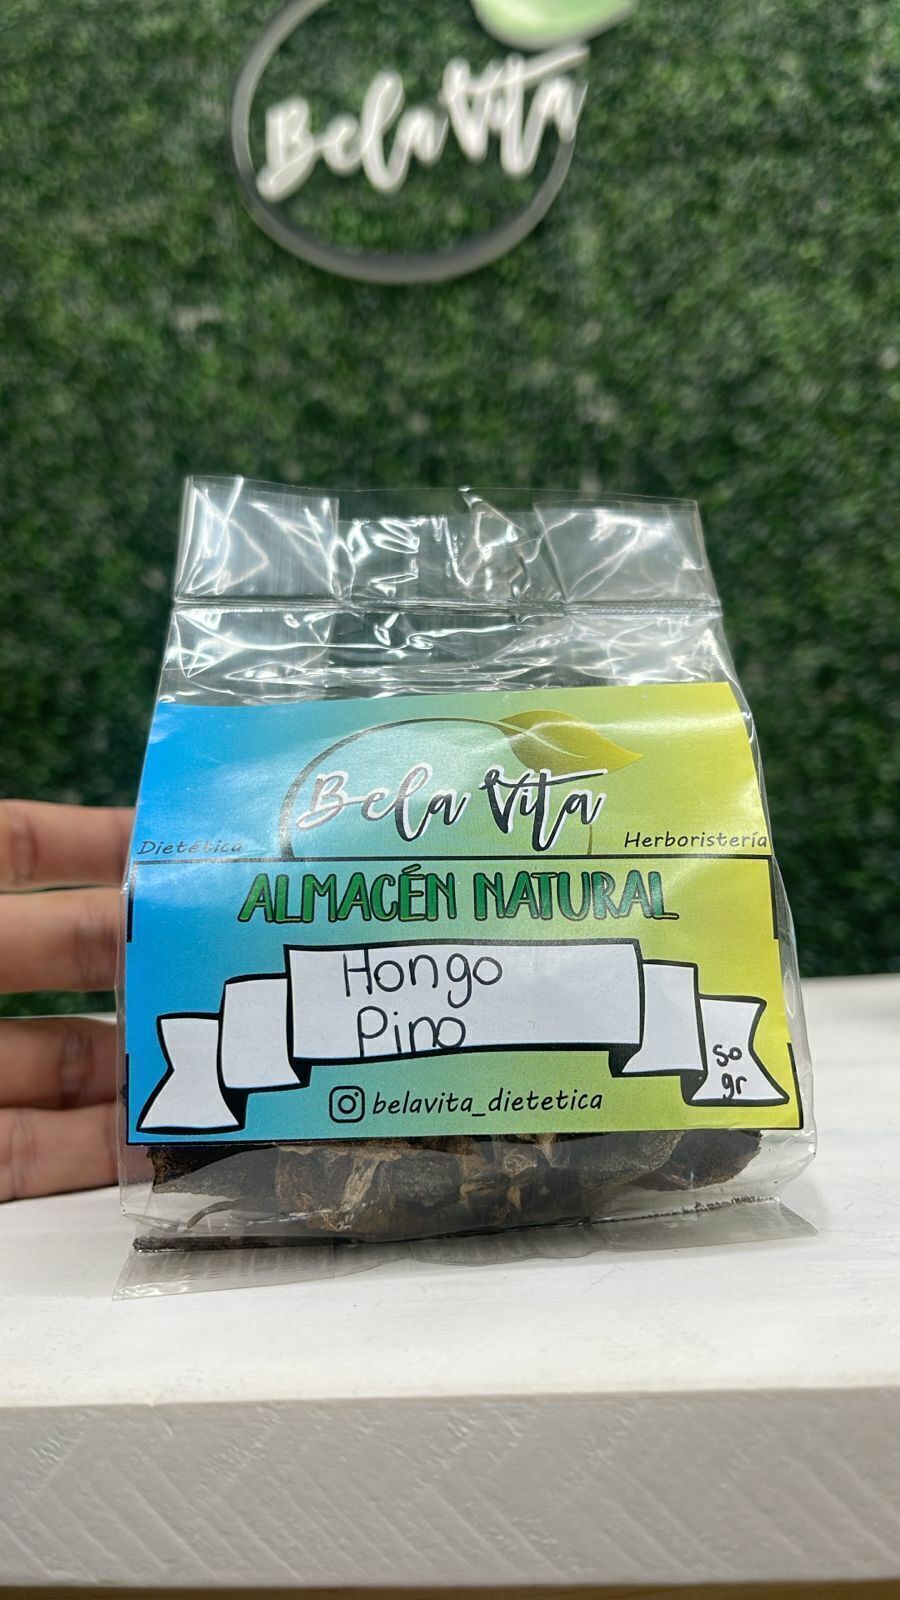 Bela Vita
Bela Vita
Dietética
Herboristería
ALMACÉN NATURAL
Hongo
Pino
50
gr
belavita_dietetica